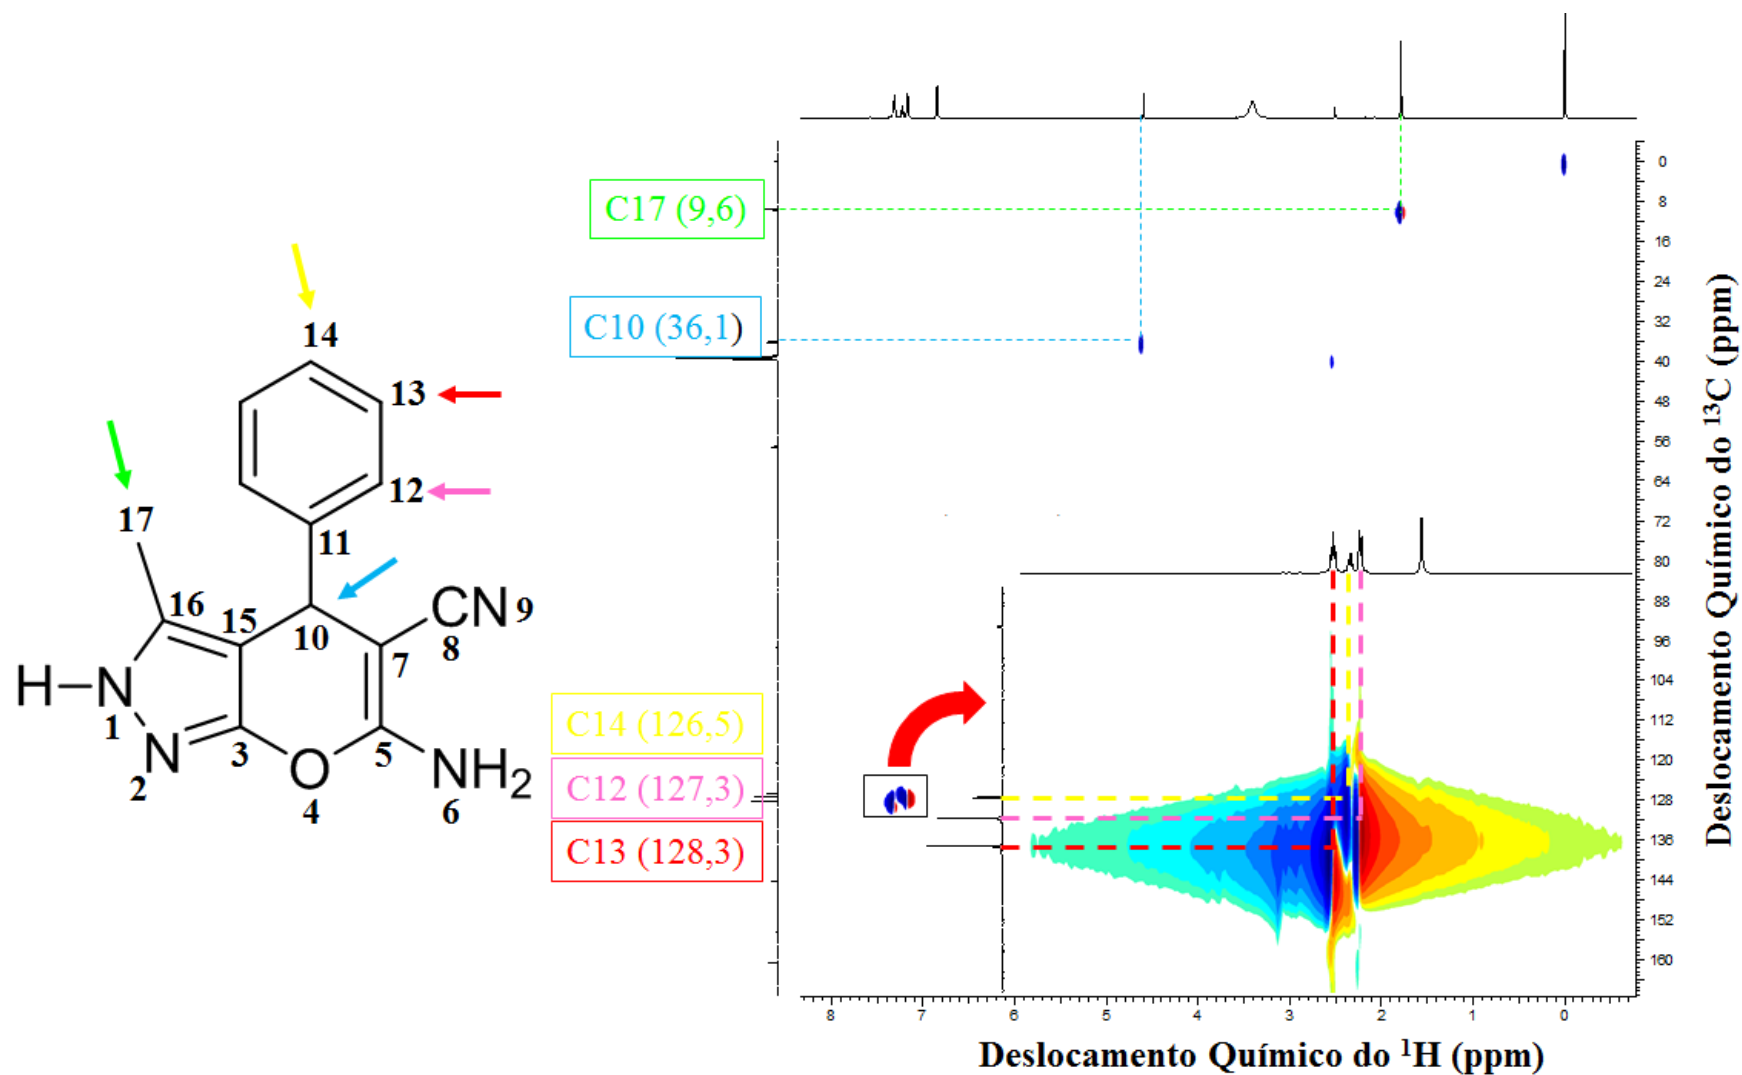 14
13
12
17
11
16
15
10
CN 9
8
7
H
N
1
N
2
3
O
4
5
NH2
6
C17 (9,6)
C10 (36,1)
C14 (126,5)
C12 (127,3)
C13 (128,3)
0
8
16
24
32
40
48
56
64
72
80
88
96
104
112
120
128
136
144
152
160
Deslocamento Químico do ¹³C (ppm)
8 7 6 5 4 3 2 1 0
Deslocamento Químico do ¹H (ppm)